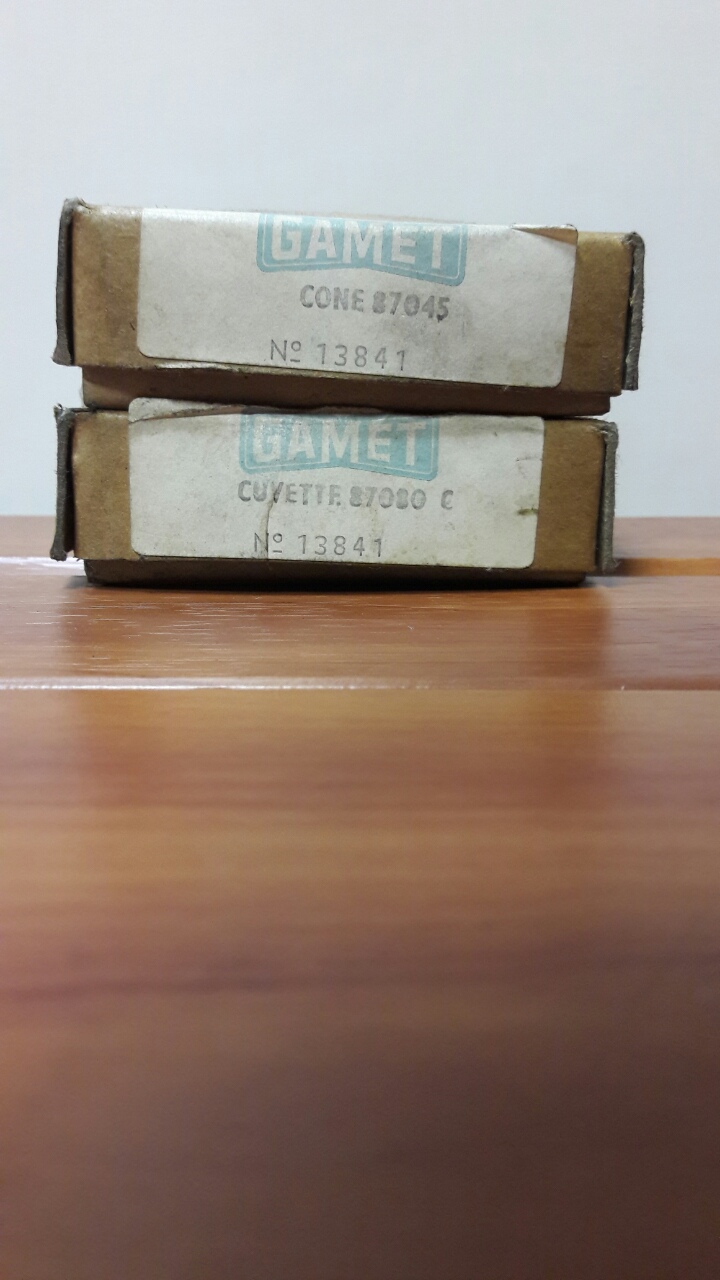 GAMET
CONE 87045
Nº 13841
GAMET
CUVETTE 87080 C
Nº 13841